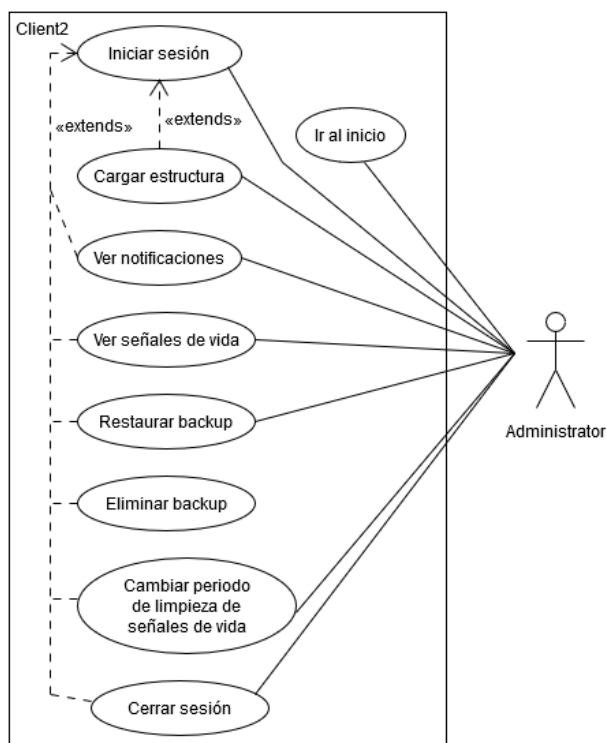 Client2
Iniciar sesión
«extends»
«extends»
Ir al inicio
Cargar estructura
Ver notificaciones
Ver señales de vida
Restaurar backup
Administrator
Eliminar backup
Cambiar periodo
de limpieza de
señales de vida
Cerrar sesión